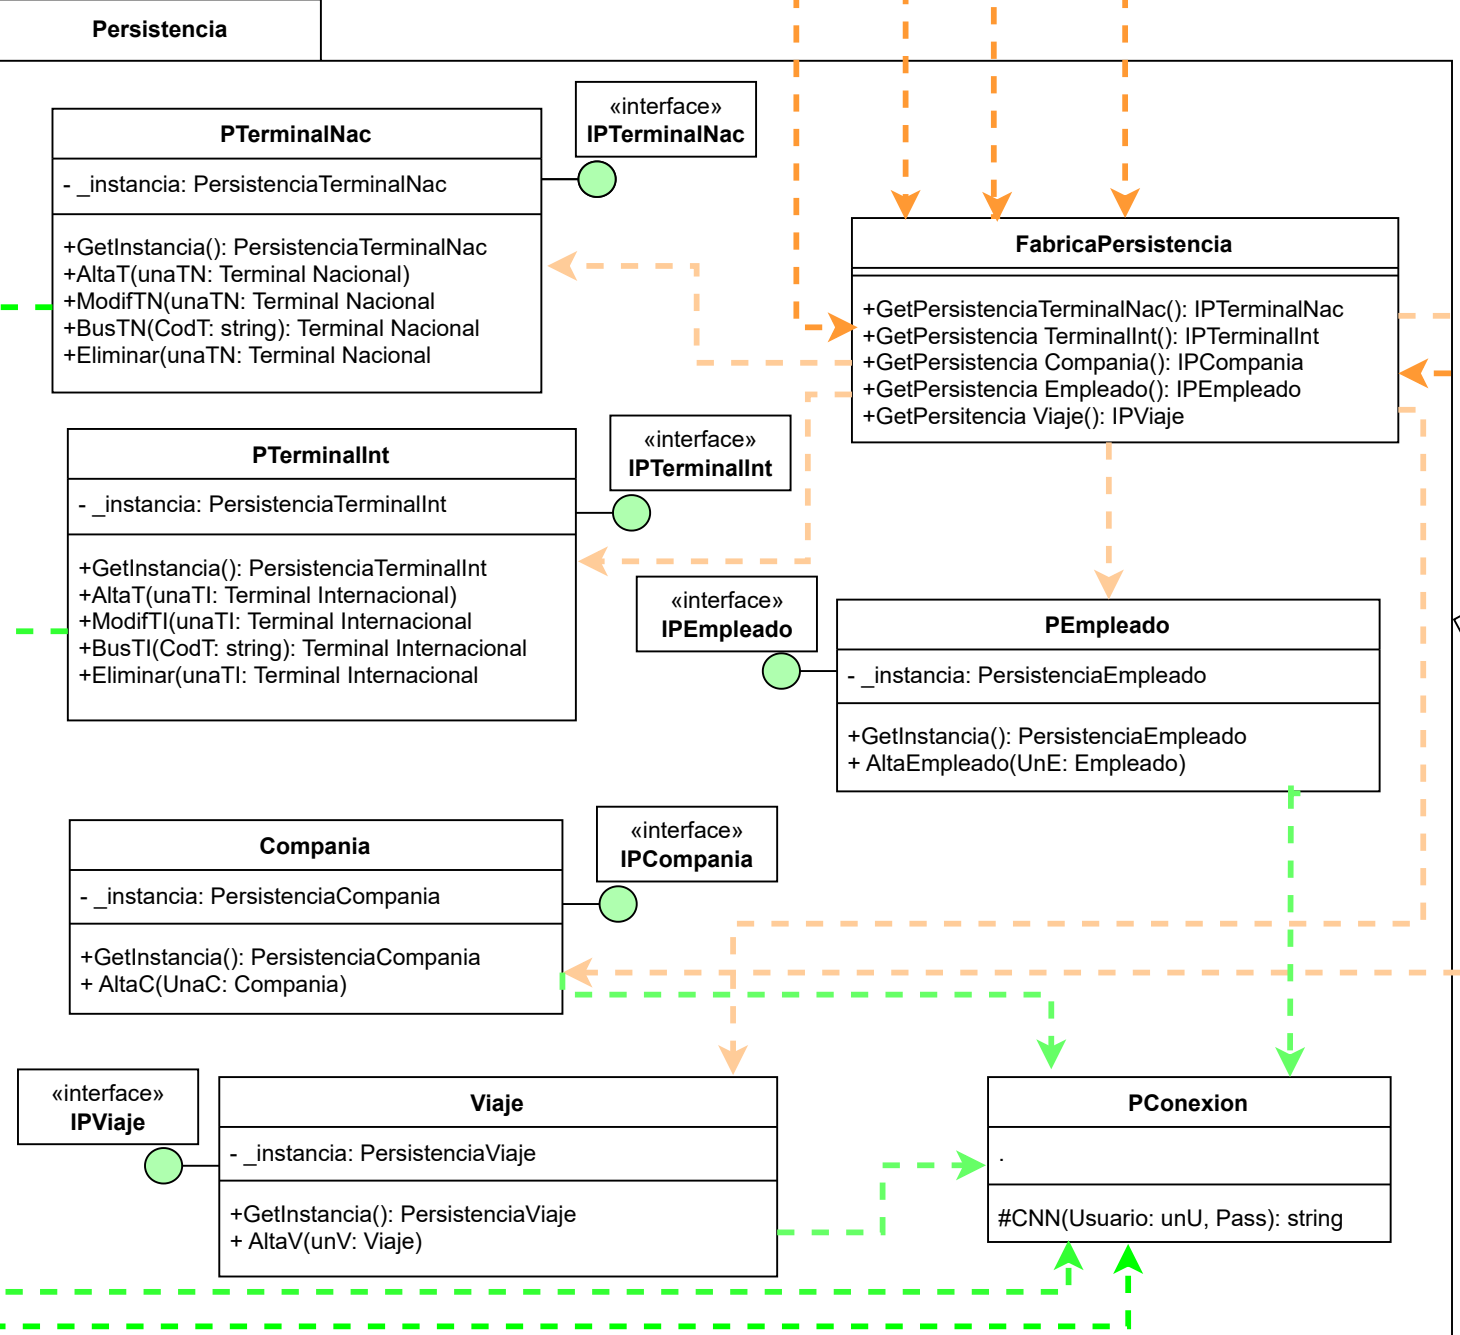 Persistencia
«interface»
IPTerminalNac
PTerminalNac
- _instancia: PersistenciaTerminalNac
+GetInstancia(): PersistenciaTerminalNac
+AltaT(unaTN: Terminal Nacional)
+ModifTN(unaTN: Terminal Nacional
+BusTN(CodT: string): Terminal Nacional
+Eliminar(unaTN: Terminal Nacional
FabricaPersistencia
+GetPersistenciaTerminalNac(): IPTerminalNac
+GetPersistencia TerminalInt(): IPTerminalInt
+GetPersistencia Compania(): IPCompania
+GetPersistencia Empleado(): IPEmpleado
+GetPersitencia Viaje(): IPViaje
«interface»
IPTerminalInt
PTerminalInt
- _instancia: PersistenciaTerminalInt
+GetInstancia(): PersistenciaTerminalInt
+AltaT(unaTI: Terminal Internacional)
+ModifTI(unaTI: Terminal Internacional
+BusTI(CodT: string): Terminal Internacional
+Eliminar(unaTI: Terminal Internacional
«interface»
IPEmpleado
PEmpleado
- _instancia: PersistenciaEmpleado
+GetInstancia(): PersistenciaEmpleado
+ AltaEmpleado(UnE: Empleado)
«interface»
IPCompania
Compania
- _instancia: PersistenciaCompania
+GetInstancia(): PersistenciaCompania
+ AltaC(UnaC: Compania)
«interface»
IPViaje
Viaje
- _instancia: PersistenciaViaje
+GetInstancia(): PersistenciaViaje
+ AltaV(unV: Viaje)
PConexion
.
#CNN(Usuario: unU, Pass): string